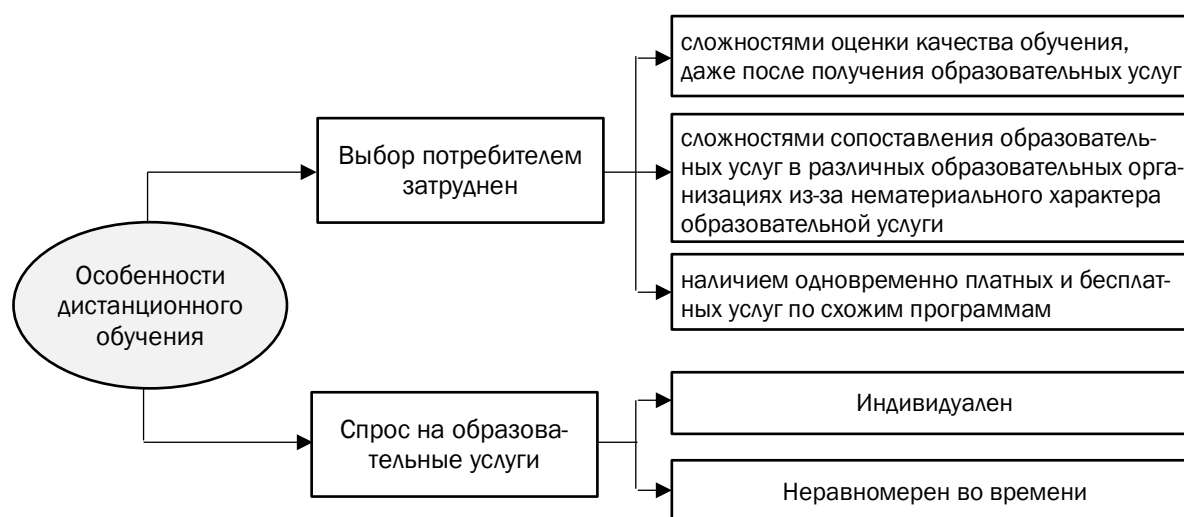 сложностями оценки качества обучения,
даже после получения образовательных услуг
Выбор потребителем
затруднен
сложностями сопоставления образователь-
ных услуг в различных образовательных орга-
низациях из-за нематериального характера
образовательной услуги
Особенности
дистанционного
обучения
наличием одновременно платных и бесплат-
ных услуг по схожим программам
Спрос на образова-
тельные услуги
Индивидуален
Неравномерен во времени